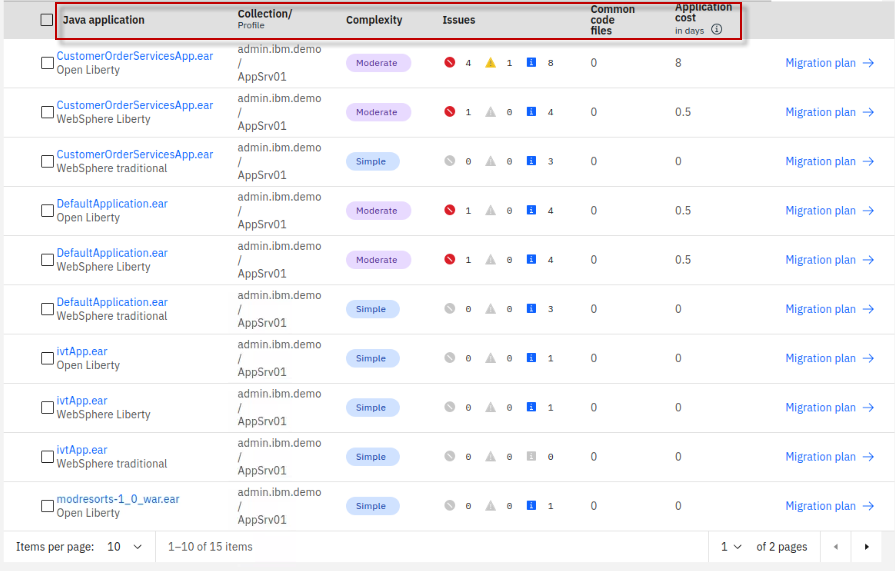 Java application Collection/ Profile Complexity Issues Common code files Application cost in days
CustomerOrderServicesApp.ear
Open Liberty
admin.ibm.demo
/
AppSrv01
Moderate 4 1 8 0 8 Migration plan
CustomerOrderServicesApp.ear
WebSphere Liberty
admin.ibm.demo
/
AppSrv01
Moderate 1 0 4 0 0.5 Migration plan
CustomerOrderServicesApp.ear
WebSphere traditional
admin.ibm.demo
/
AppSrv01
Simple 0 0 3 0 0 Migration plan
DefaultApplication.ear
Open Liberty
admin.ibm.demo
/
AppSrv01
Moderate 1 0 4 0 0.5 Migration plan
DefaultApplication.ear
WebSphere Liberty
admin.ibm.demo
/
AppSrv01
Moderate 1 0 4 0 0.5 Migration plan
DefaultApplication.ear
WebSphere traditional
admin.ibm.demo
/
AppSrv01
Simple 0 0 3 0 0 Migration plan
ivtApp.ear
Open Liberty
admin.ibm.demo
/
AppSrv01
Simple 0 0 1 0 0 Migration plan
ivtApp.ear
WebSphere Liberty
admin.ibm.demo
/
AppSrv01
Simple 0 0 1 0 0 Migration plan
ivtApp.ear
WebSphere traditional
admin.ibm.demo
/
AppSrv01
Simple 0 0 0 0 0 Migration plan
modresorts-1_0_war.ear
Open Liberty
admin.ibm.demo
/
AppSrv01
Simple 0 0 1 0 0 Migration plan
Items per page: 10 1–10 of 15 items 1 of 2 pages